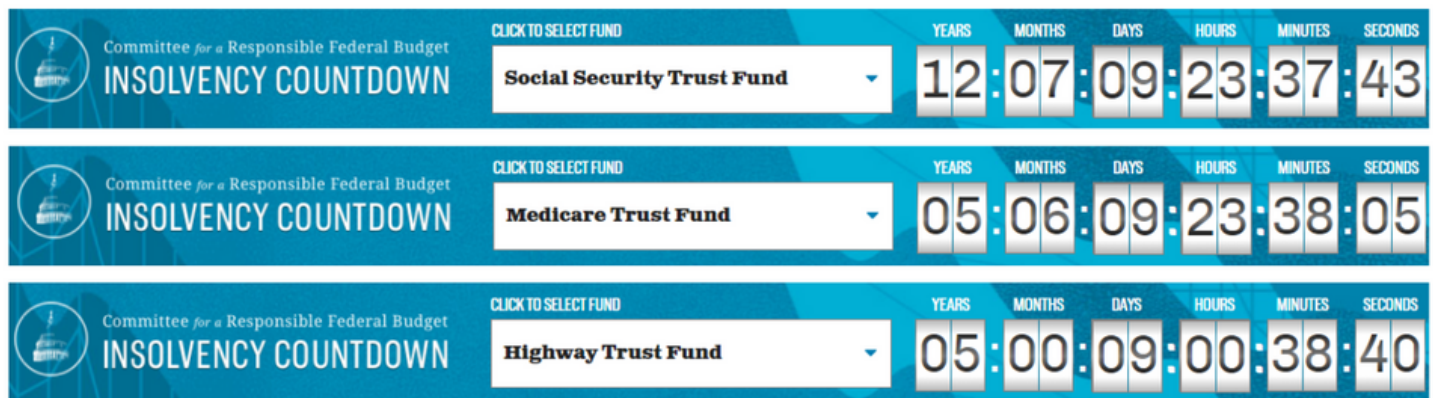 Committee for a Responsible Federal Budget
INSOLVENCY COUNTDOWN
CLICK TO SELECT FUND
Social Security Trust Fund
YEARS MONTHS DAYS HOURS MINUTES SECONDS
12:07:09:23:37:43
Committee for a Responsible Federal Budget
INSOLVENCY COUNTDOWN
CLICK TO SELECT FUND
Medicare Trust Fund
YEARS MONTHS DAYS HOURS MINUTES SECONDS
05:06:09:23:38:05
Committee for a Responsible Federal Budget
INSOLVENCY COUNTDOWN
CLICK TO SELECT FUND
Highway Trust Fund
YEARS MONTHS DAYS HOURS MINUTES SECONDS
05:00:09:00:38:40